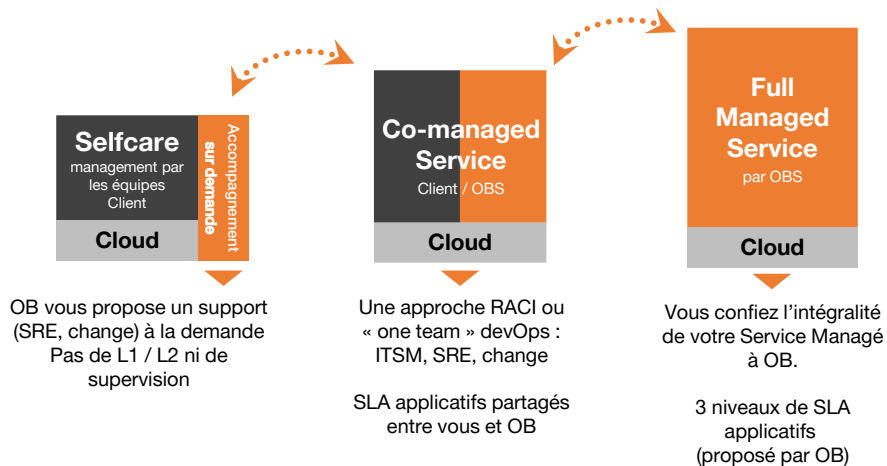 Selfcare
management par
les équipes
Client
Accompagnement
sur demande
Cloud
OB vous propose un support
(SRE, change) à la demande
Pas de L1 / L2 ni de
supervision
Co-managed
Service
Client / OBS
Cloud
Une approche RACI ou
« one team » devOps :
ITSM, SRE, change
SLA applicatifs partagés
entre vous et OB
Full
Managed
Service
par OBS
Cloud
Vous confiez l’intégralité
de votre Service Managé
à OB.
3 niveaux de SLA
applicatifs
(proposé par OB)